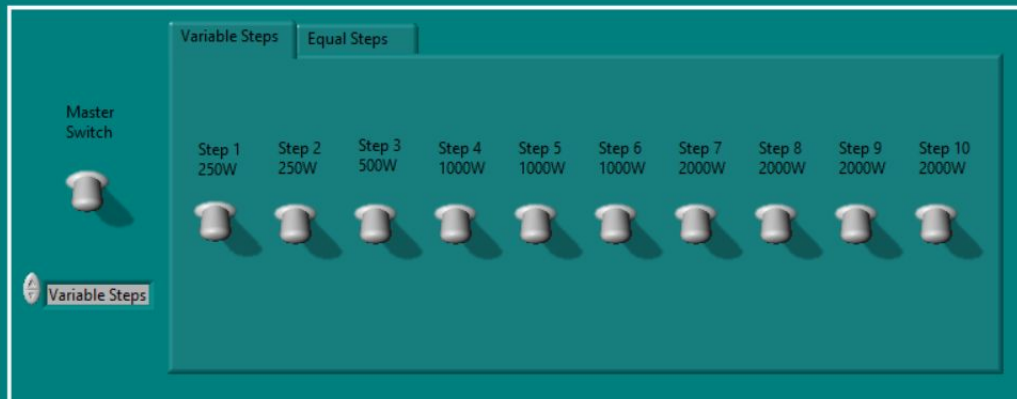 Variable Steps
Equal Steps
Master
Switch
Step 1
250W
Step 2
250W
Step 3
500W
Step 4
1000W
Step 5
1000W
Step 6
1000W
Step 7
2000W
Step 8
2000W
Step 9
2000W
Step 10
2000W
Variable Steps